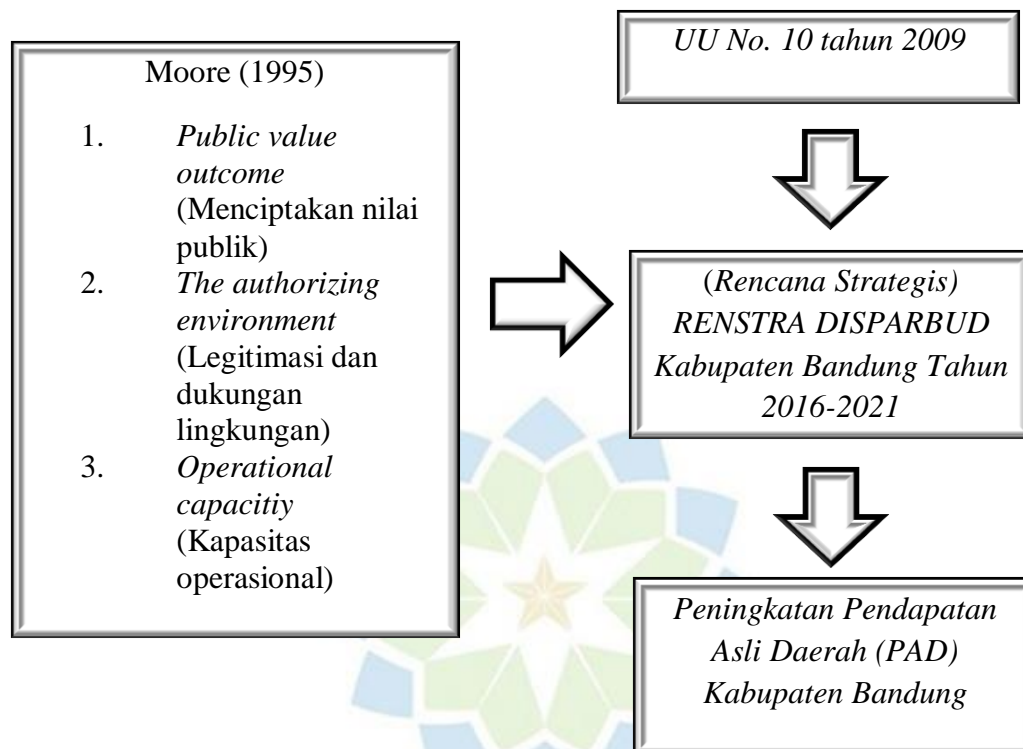 Moore (1995)
1. Public value
outcome
(Menciptakan nilai
publik)
2. The authorizing
environment
(Legitimasi dan
dukungan
lingkungan)
3. Operational
capacitiy
(Kapasitas
operasional)
UU No. 10 tahun 2009
(Rencana Strategis)
RENSTRA DISPARBUD
Kabupaten Bandung Tahun
2016-2021
Peningkatan Pendapatan
Asli Daerah (PAD)
Kabupaten Bandung